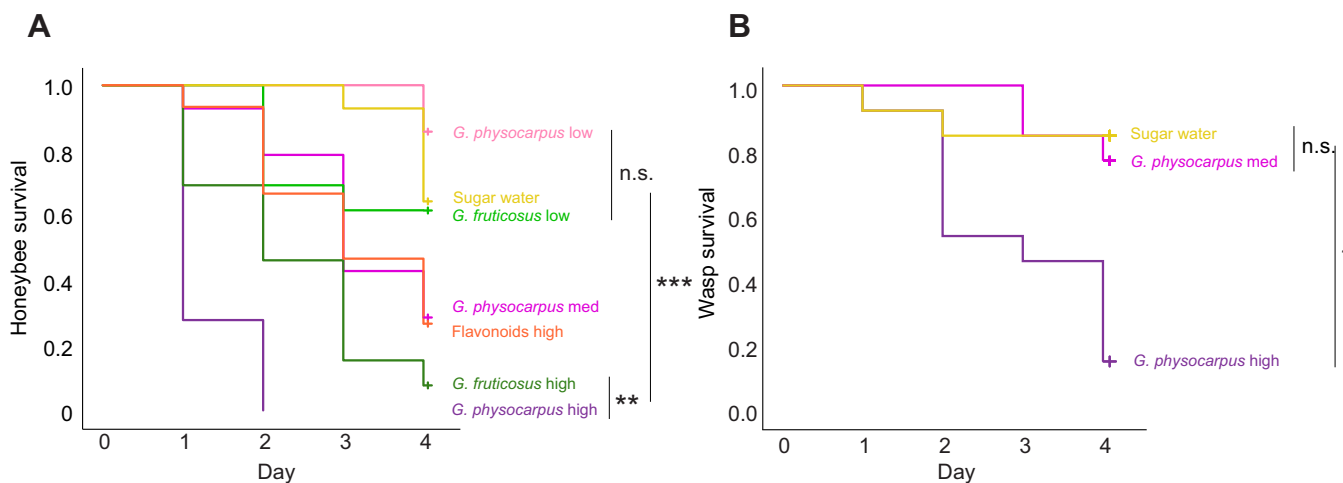 A
Honeybee survival
1.0
0.8
0.6
0.4
0.2
0
0 1 2 3 4
Day
G. physocarpus low
Sugar water
G. fruticosus low
G. physocarpus med
Flavonoids high
G. fruticosus high
G. physocarpus high
n.s.
***
**
B
Wasp survival
1.0
0.8
0.6
0.4
0.2
0.0
0 1 2 3 4
Day
Sugar water
G. physocarpus med
G. physocarpus high
n.s.